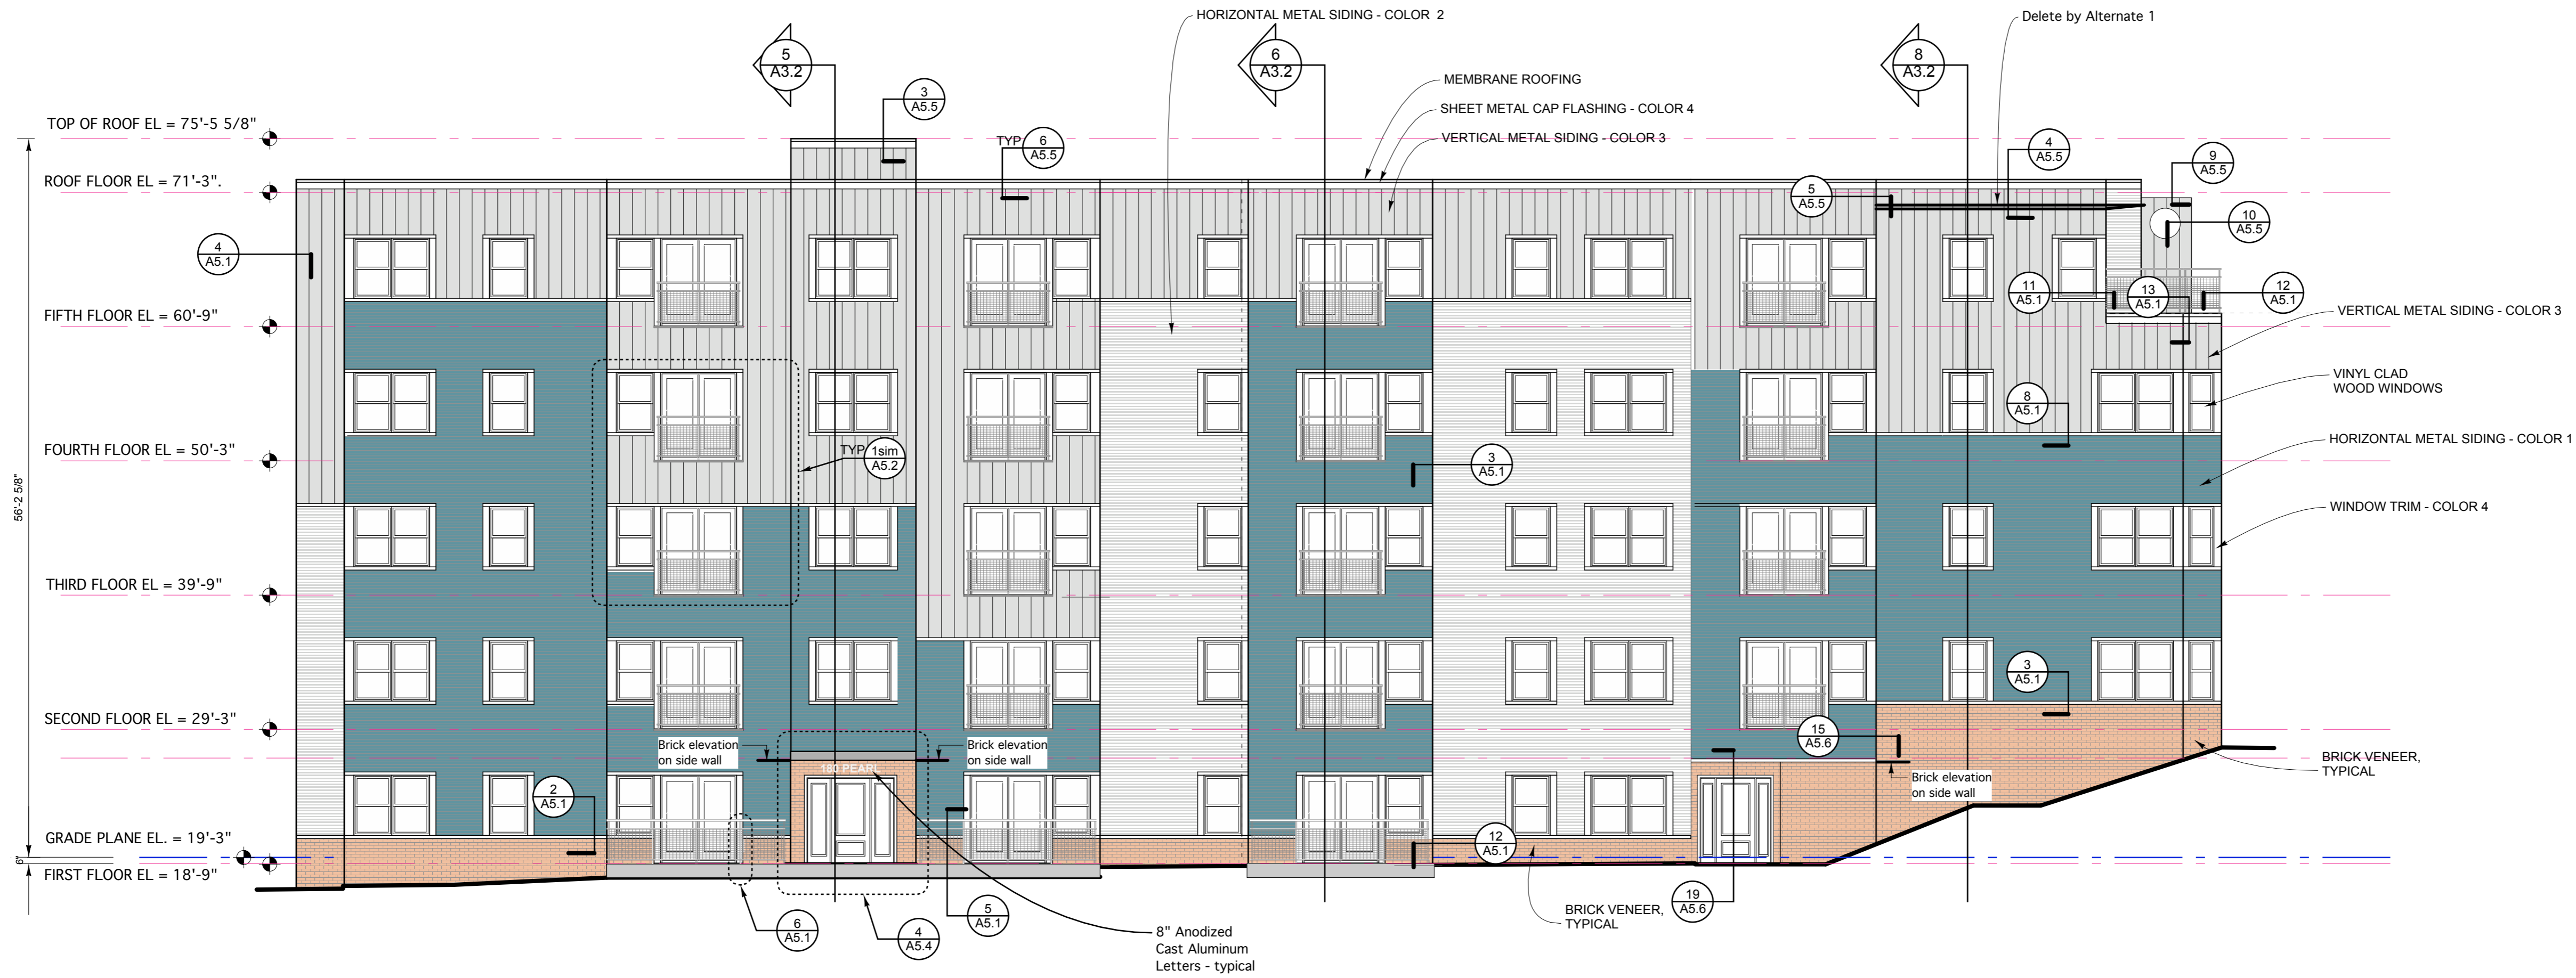 HORIZONTAL METAL SIDING - COLOR 2
Delete by Alternate 1
5
A3.2
6
A3.2
8
A3.2
3
A5.5
MEMBRANE ROOFING
SHEET METAL CAP FLASHING - COLOR 4
VERTICAL METAL SIDING - COLOR 3
TOP OF ROOF EL = 75'-5 5/8"
TYP
6
A5.5
4
A5.5
9
A5.5
ROOF FLOOR EL = 71'-3".
5
A5.5
10
A5.5
4
A5.1
11
A5.1
13
A5.1
12
A5.1
FIFTH FLOOR EL = 60'-9"
VERTICAL METAL SIDING - COLOR 3
VINYL CLAD
WOOD WINDOWS
8
A5.1
FOURTH FLOOR EL = 50'-3"
TYP
1sim
A5.2
3
A5.1
HORIZONTAL METAL SIDING - COLOR 1
56'-2 5/8"
WINDOW TRIM - COLOR 4
THIRD FLOOR EL = 39'-9"
3
A5.1
SECOND FLOOR EL = 29'-3"
Brick elevation
on side wall
Brick elevation
on side wall
15
A5.6
BRICK VENEER,
TYPICAL
180 PEARL
Brick elevation
on side wall
2
A5.1
GRADE PLANE EL. = 19'-3"
12
A5.1
6"
FIRST FLOOR EL = 18'-9"
19
A5.6
BRICK VENEER,
TYPICAL
6
A5.1
4
A5.4
5
A5.1
8" Anodized
Cast Aluminum
Letters - typical